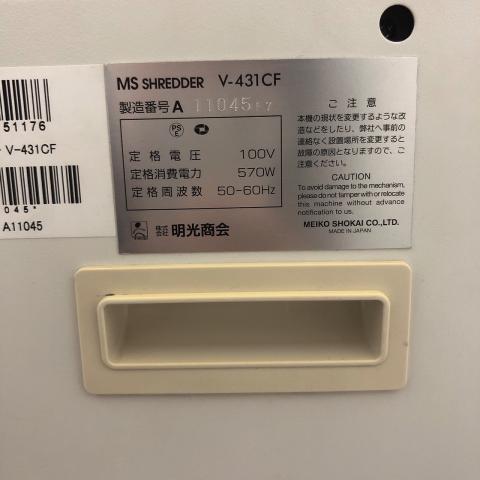 51176
V-431CF
045*
A11045
MS SHREDDER V-431CF
製造番号 A 11045
PS
E
定格電圧 100V
定格消費電力 570W
定格周波数 50-60Hz
株式会社 明光商会
ご注意
本機の現状を変更するような改
造などをしたり、弊社へ事前の
連絡なく設置場所を変更すると
故障の原因となりますので、ご
注意ください。
CAUTION
To avoid damage to the mechanism,
please do not tamper with or relocate
this machine without advance
notification to us.
MEIKO SHOKAI CO.,LTD.
MADE IN JAPAN